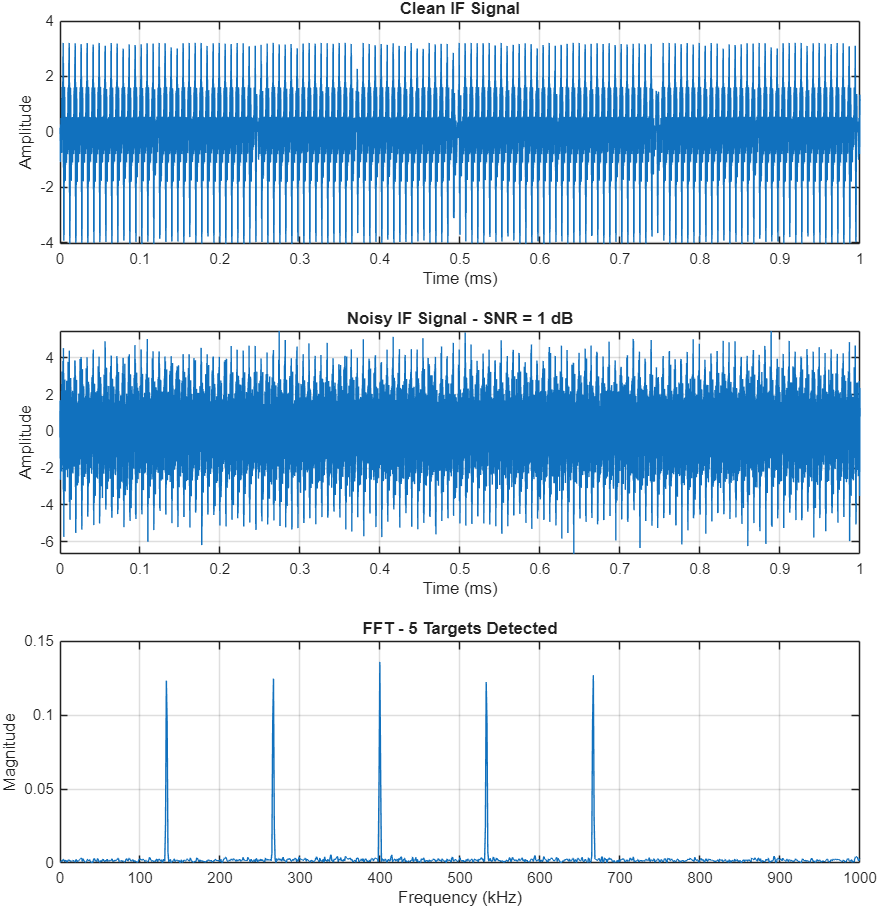 Clean IF Signal
4
2
0
-2
-4
Amplitude
0 0.1 0.2 0.3 0.4 0.5 0.6 0.7 0.8 0.9 1
Time (ms)
Noisy IF Signal - SNR = 1 dB
4
2
0
-2
-4
-6
Amplitude
0 0.1 0.2 0.3 0.4 0.5 0.6 0.7 0.8 0.9 1
Time (ms)
FFT - 5 Targets Detected
0.15
0.1
0.05
0
Magnitude
0 100 200 300 400 500 600 700 800 900 1000
Frequency (kHz)